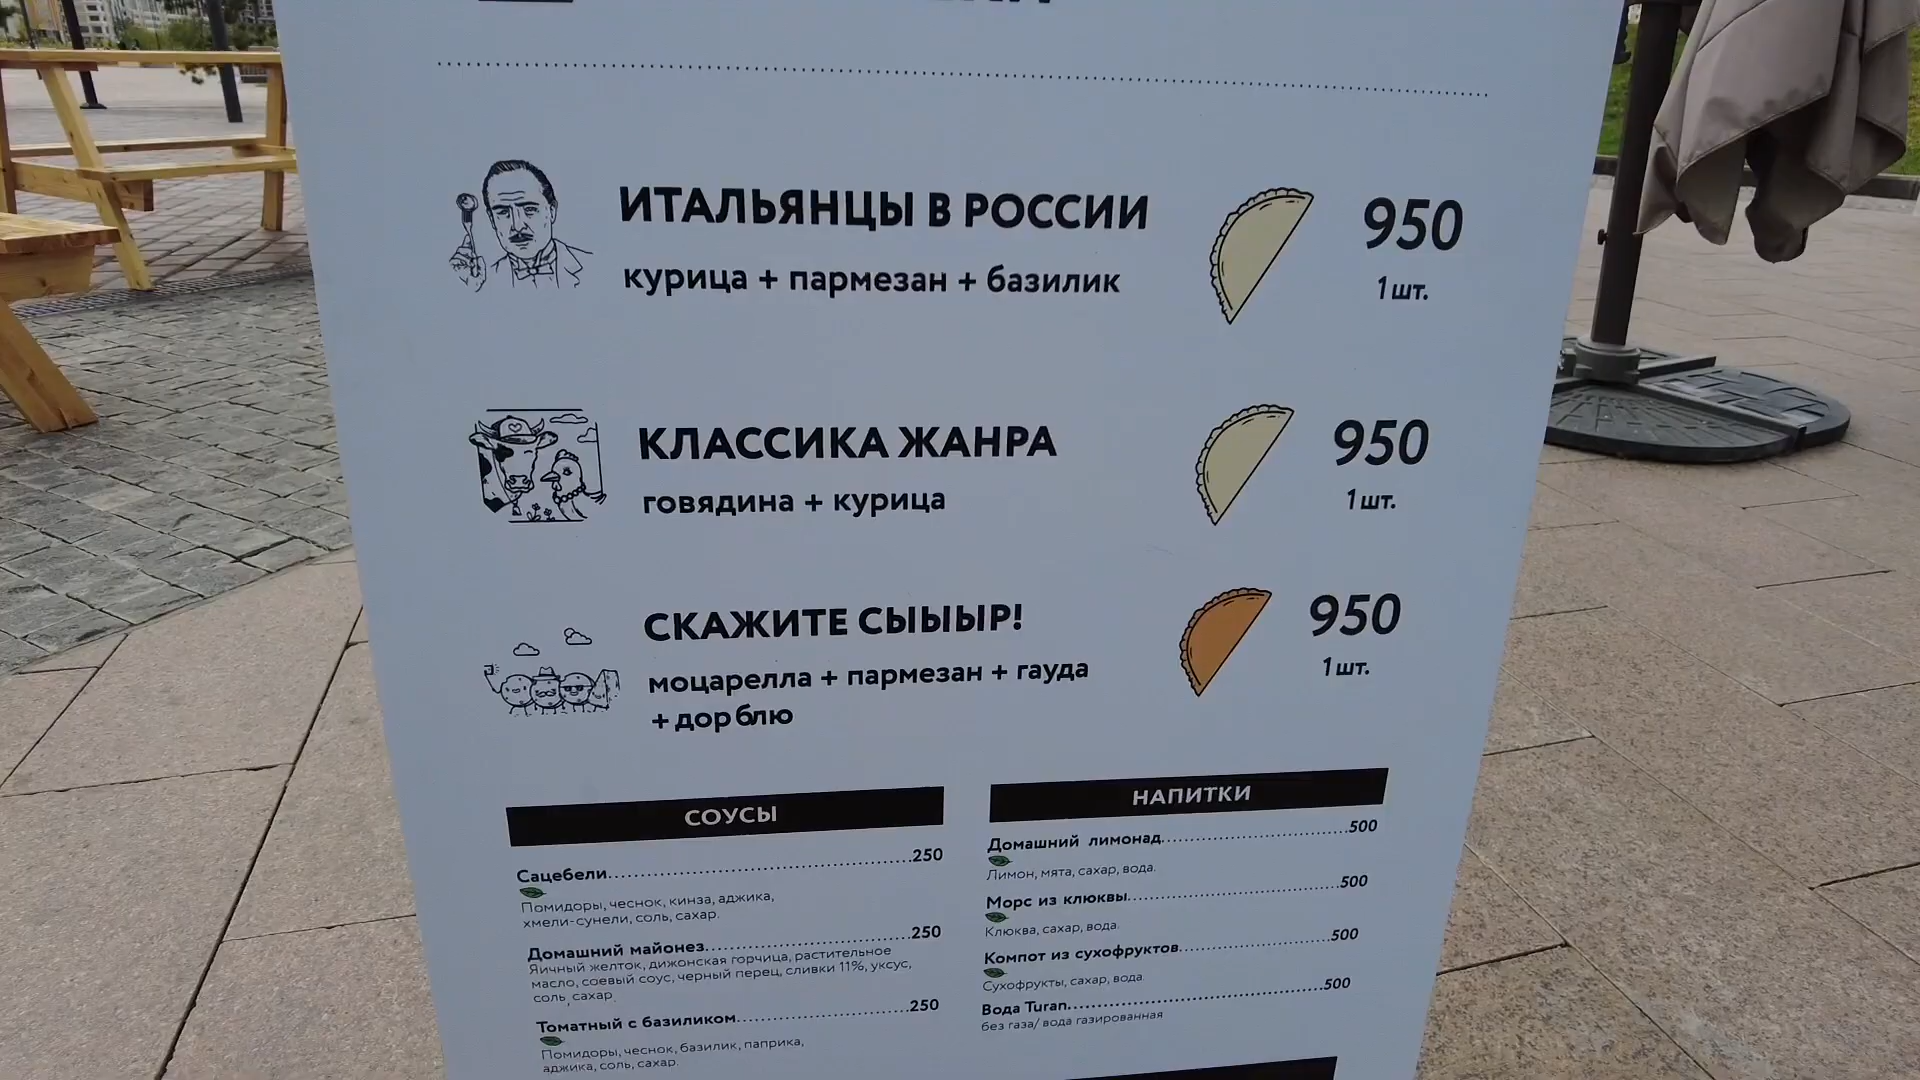 ИТАЛЬЯНЦЫ В РОССИИ
курица + пармезан + базилик
950
1 шт.
КЛАССИКА ЖАНРА
говядина + курица
950
1 шт.
СКАЖИТЕ СЫЫЫР!
моцарелла + пармезан + гауда
+ дор блю
950
1 шт.
СОУСЫ
Сацебели..............................250
Помидоры, чеснок, кинза, аджика,
хмели-сунели, соль, сахар.
Домашний майонез....................250
Яичный желток, дижонская горчица, растительное
масло, соевый соус, черный перец, сливки 11%, уксус,
соль, сахар.
Томатный с базиликом.................250
Помидоры, чеснок, базилик, паприка,
аджика, соль, сахар.
НАПИТКИ
Домашний лимонад....................500
Лимон, мята, сахар, вода.
Морс из клюквы......................500
Клюква, сахар, вода.
Компот из сухофруктов................500
Сухофрукты, сахар, вода.
Вода Turan............................500
без газа/ вода газированная